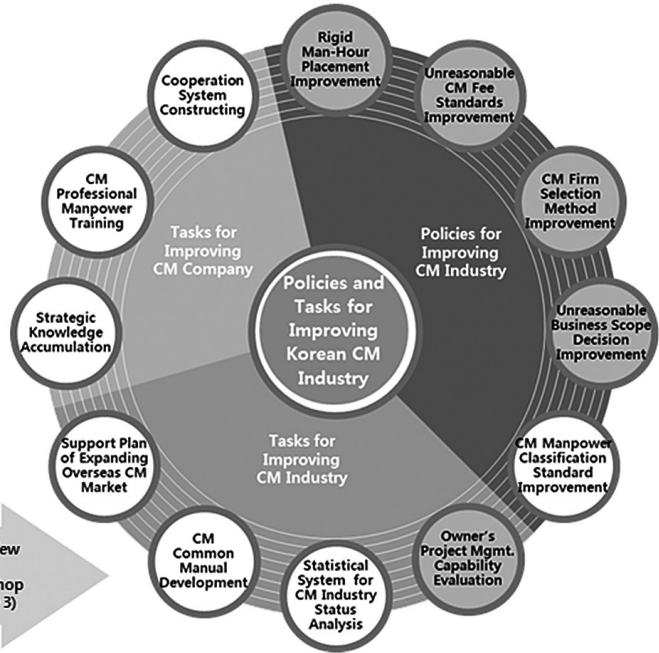 Policies and
Tasks for
Improving
Korean CM
Industry
Policies for
Improving
CM Industry
Tasks for
Improving
CM Industry
Tasks for
Improving
CM Company
Rigid
Man-Hour
Placement
Improvement
Unreasonable
CM Fee
Standards
Improvement
CM Firm
Selection
Method
Improvement
Unreasonable
Business Scope
Decision
Improvement
CM Manpower
Classification
Standard
Improvement
Owner's
Project Mgmt.
Capability
Evaluation
Statistical
System for
CM Industry
Status
Analysis
CM
Common
Manual
Development
Support Plan
of Expanding
Overseas CM
Market
Strategic
Knowledge
Accumulation
CM
Professional
Manpower
Training
Cooperation
System
Constructing
ew
hop
3)